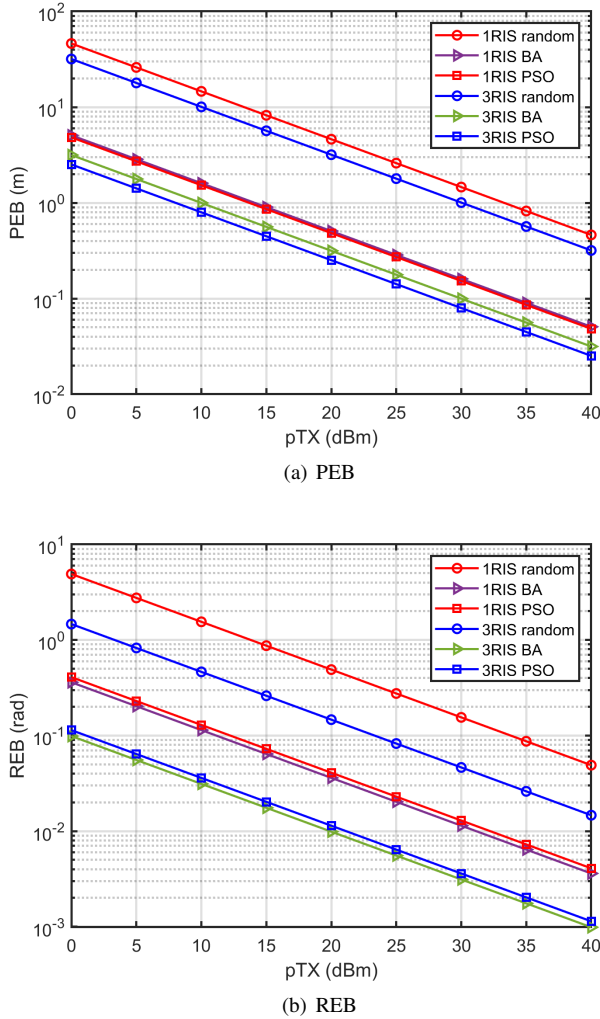 10^2
10^1
10^0
10^-1
10^-2
PEB (m)
1RIS random
1RIS BA
1RIS PSO
3RIS random
3RIS BA
3RIS PSO
0 5 10 15 20 25 30 35 40
pTX (dBm)
(a) PEB
10^1
10^0
10^-1
10^-2
10^-3
REB (rad)
1RIS random
1RIS BA
1RIS PSO
3RIS random
3RIS BA
3RIS PSO
0 5 10 15 20 25 30 35 40
pTX (dBm)
(b) REB